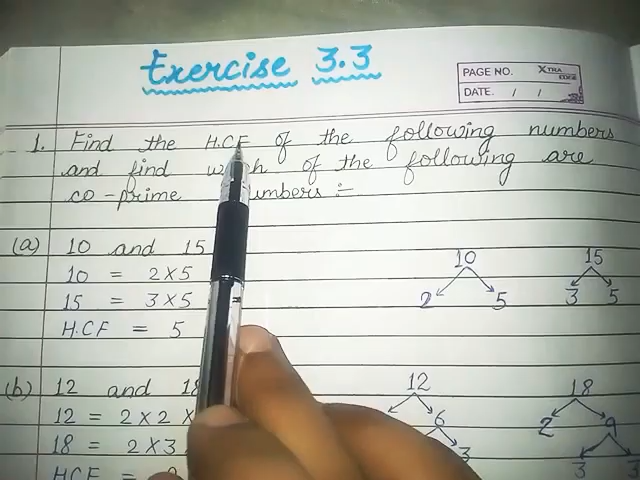 Exercise 3.3
PAGE NO. XTRA EDGE
DATE. / /
1. Find the H.C.F of the following numbers
and find of the following are
co-prime :-
(a) 10 and 15
10 = 2×5
15 = 3×5
H.C.F = 5
10
2 5
15
3 5
(b) 12 and 18
12 = 2×2×
18 = 2×3
H.C.F =
12
6
3
18
2 9
3 3